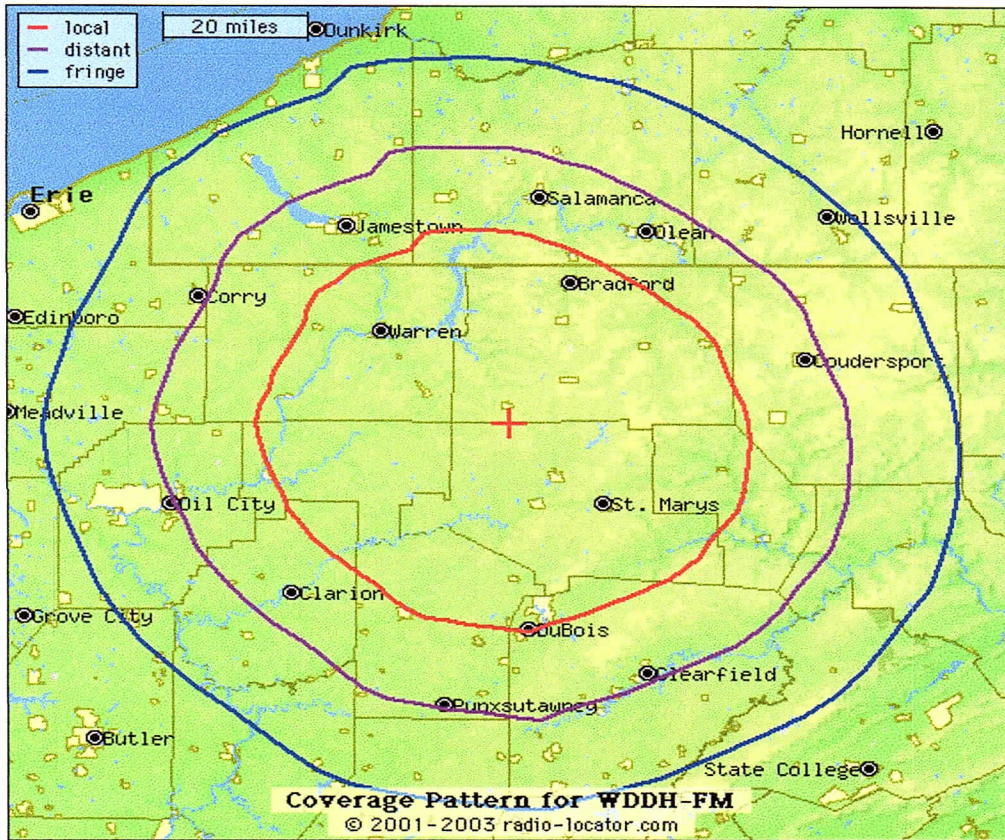 local
distant
fringe
20 miles
Dunkirk
Hornell
Erie
Salamanca
Wellsville
Jamestown
Olean
Bradford
Corry
Edinboro
Warren
Coudersport
Meadville
Oil City
St. Marys
Clarion
Grove City
DuBois
Clearfield
Punxsutawney
Butler
State College
Coverage Pattern for WDDH-FM
© 2001-2003 radio-locator.com